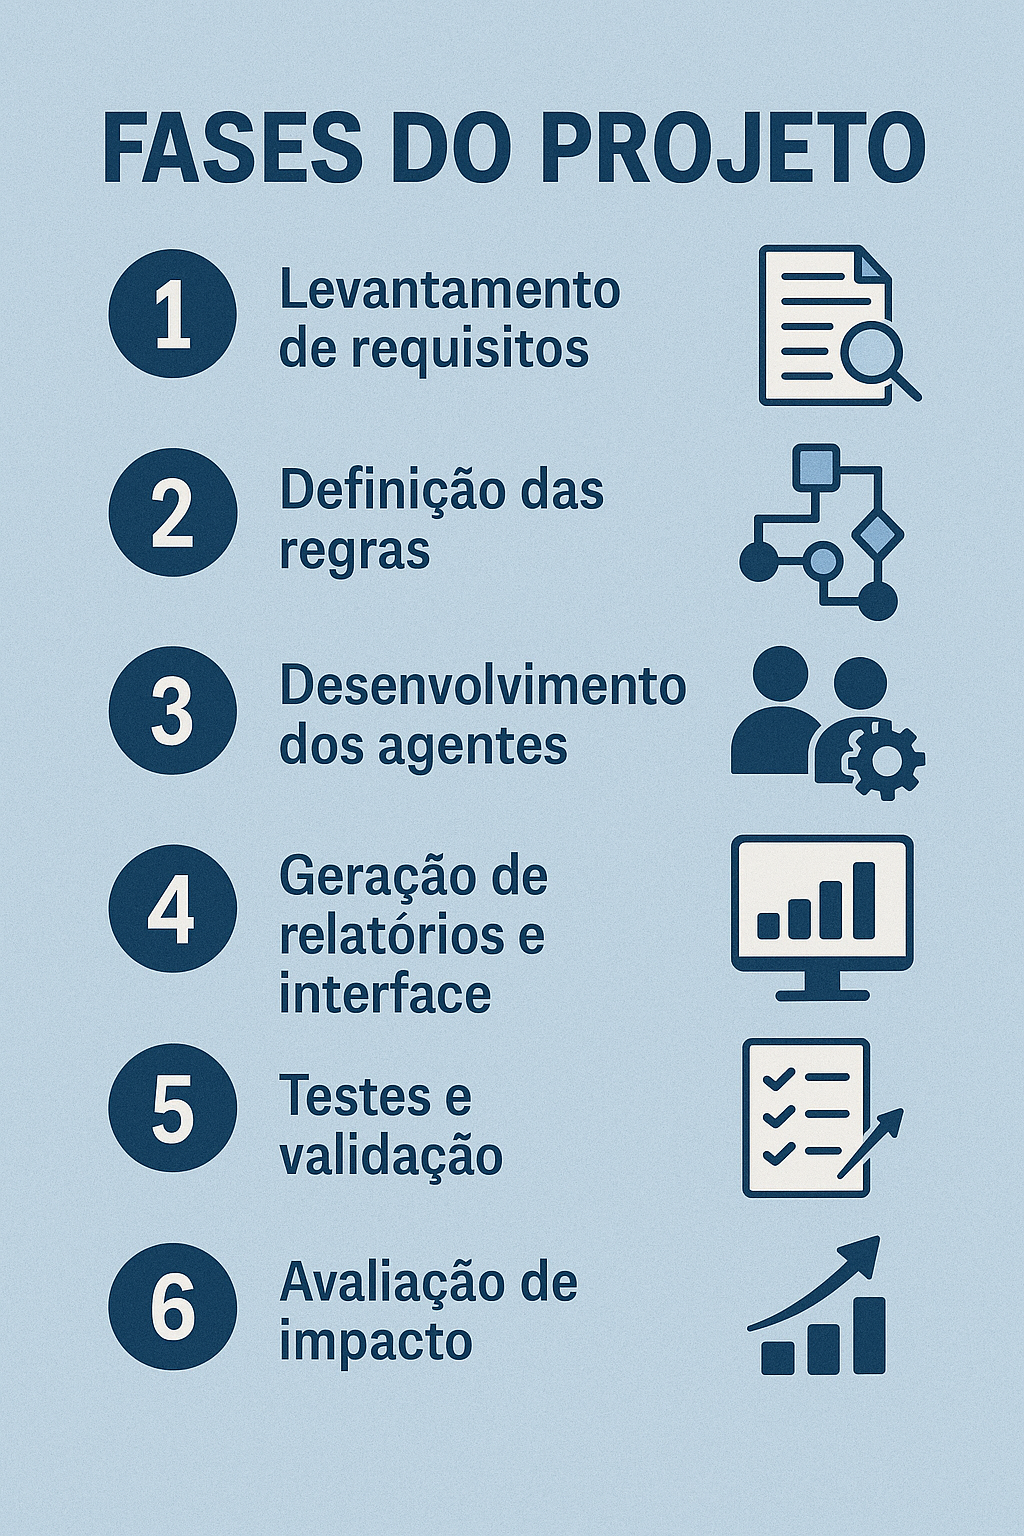 FASES DO PROJETO
1
Levantamento
de requisitos
2
Definição das
regras
3
Desenvolvimento
dos agentes
4
Geração de
relatórios e
interface
5
Testes e
validação
6
Avaliação de
impacto